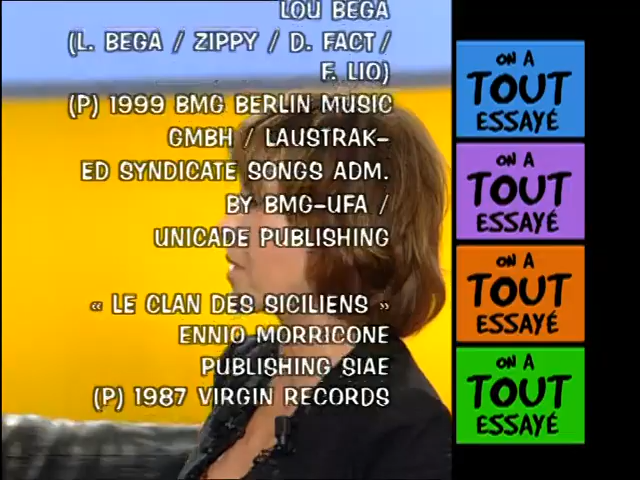 LOU BEGA
(L. BEGA / ZIPPY / D. FACT /
F. LIO)
(P) 1999 BMG BERLIN MUSIC
GMBH / LAUSTRAK-
ED SYNDICATE SONGS ADM.
BY BMG-UFA /
UNICADE PUBLISHING
« LE CLAN DES SICILIENS »
ENNIO MORRICONE
PUBLISHING SIAE
(P) 1987 VIRGIN RECORDS
ON A
TOUT
ESSAYÉ
ON A
TOUT
ESSAYÉ
ON A
TOUT
ESSAYÉ
ON A
TOUT
ESSAYÉ